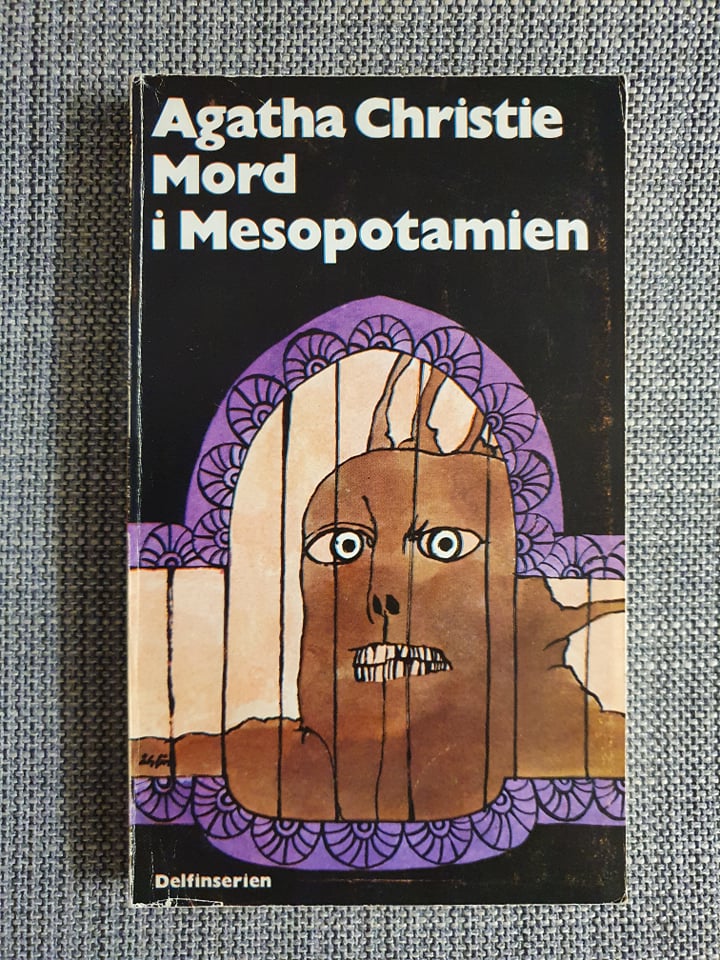 Agatha Christie
Mord
i Mesopotamien
Delfinserien